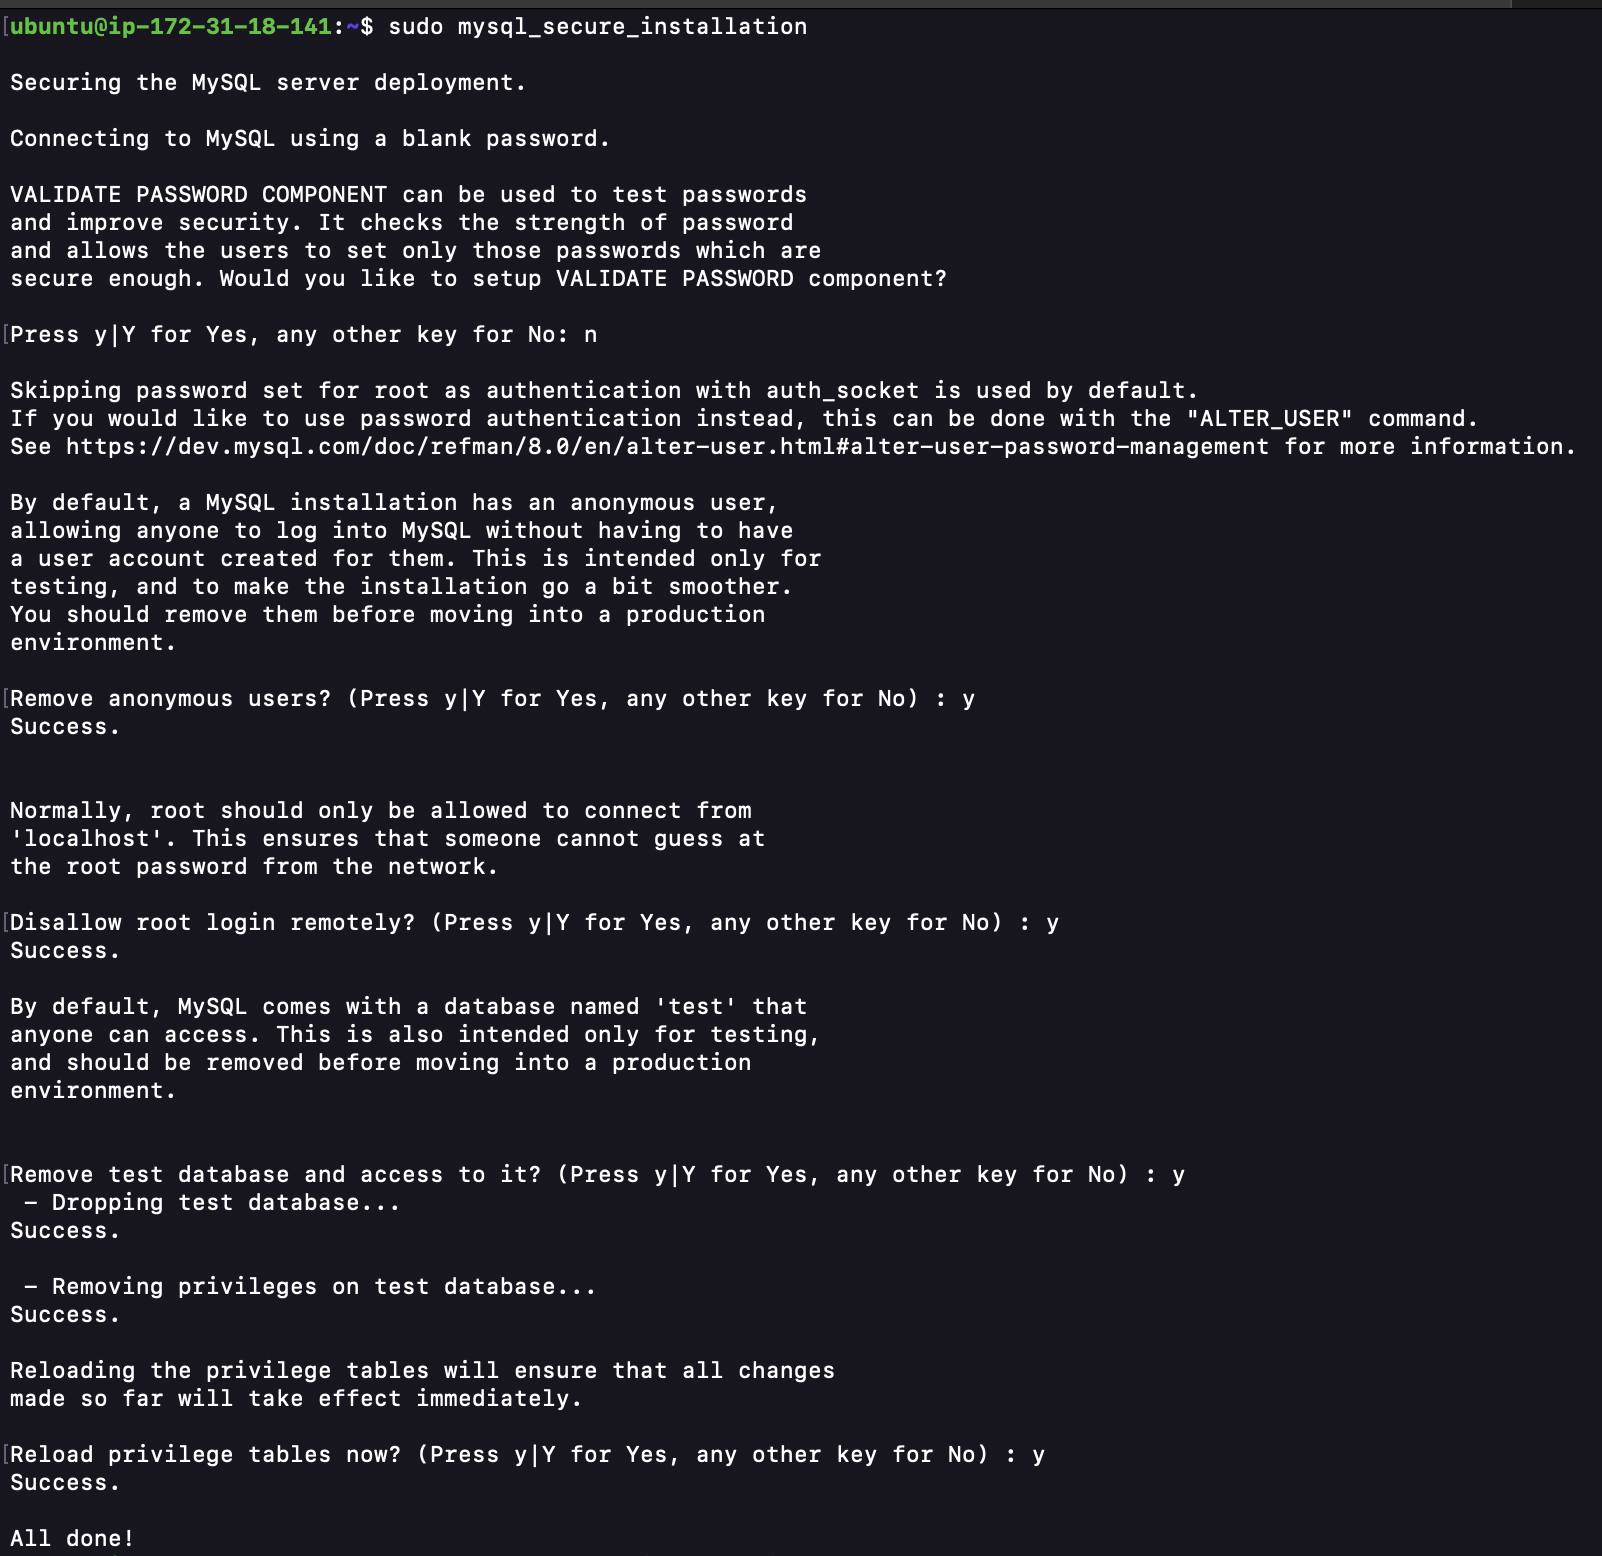 [ubuntu@ip-172-31-18-141:~$ sudo mysql_secure_installation
Securing the MySQL server deployment.
Connecting to MySQL using a blank password.
VALIDATE PASSWORD COMPONENT can be used to test passwords
and improve security. It checks the strength of password
and allows the users to set only those passwords which are
secure enough. Would you like to setup VALIDATE PASSWORD component?
[Press y|Y for Yes, any other key for No: n
Skipping password set for root as authentication with auth_socket is used by default.
If you would like to use password authentication instead, this can be done with the "ALTER_USER" command.
See https://dev.mysql.com/doc/refman/8.0/en/alter-user.html#alter-user-password-management for more information.
By default, a MySQL installation has an anonymous user,
allowing anyone to log into MySQL without having to have
a user account created for them. This is intended only for
testing, and to make the installation go a bit smoother.
You should remove them before moving into a production
environment.
[Remove anonymous users? (Press y|Y for Yes, any other key for No) : y
Success.
Normally, root should only be allowed to connect from
'localhost'. This ensures that someone cannot guess at
the root password from the network.
[Disallow root login remotely? (Press y|Y for Yes, any other key for No) : y
Success.
By default, MySQL comes with a database named 'test' that
anyone can access. This is also intended only for testing,
and should be removed before moving into a production
environment.
[Remove test database and access to it? (Press y|Y for Yes, any other key for No) : y
- Dropping test database...
Success.
- Removing privileges on test database...
Success.
Reloading the privilege tables will ensure that all changes
made so far will take effect immediately.
[Reload privilege tables now? (Press y|Y for Yes, any other key for No) : y
Success.
All done!